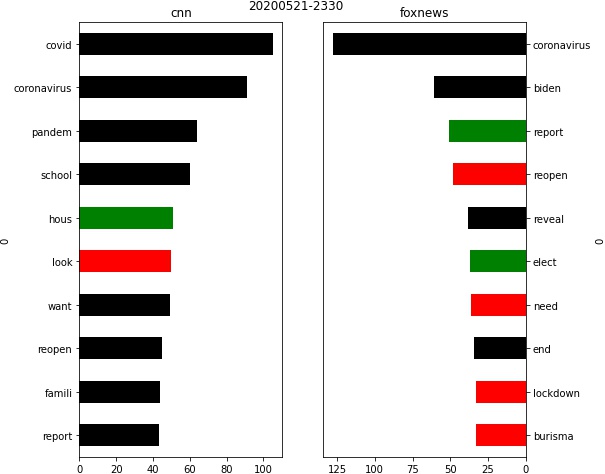 20200521-2330
cnn
foxnews
covid
coronavirus
pandem
school
hous
look
want
reopen
famili
report
0
0 20 40 60 80 100
coronavirus
biden
report
reopen
reveal
elect
need
end
lockdown
burisma
0
125 100 75 50 25 0